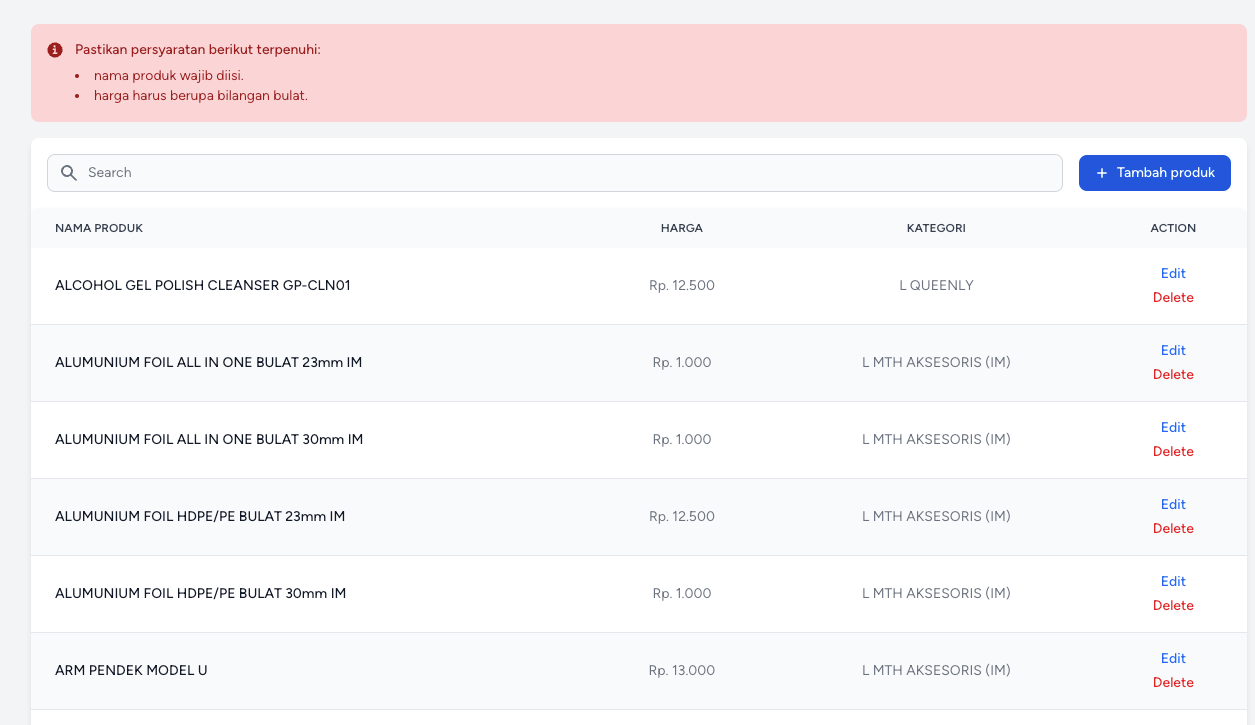 Pastikan persyaratan berikut terpenuhi:
nama produk wajib diisi.
harga harus berupa bilangan bulat.
Search
+ Tambah produk
NAMA PRODUK HARGA KATEGORI ACTION
ALCOHOL GEL POLISH CLEANSER GP-CLN01 Rp. 12.500 L QUEENLY Edit
Delete
ALUMUNIUM FOIL ALL IN ONE BULAT 23mm IM Rp. 1.000 L MTH AKSESORIS (IM) Edit
Delete
ALUMUNIUM FOIL ALL IN ONE BULAT 30mm IM Rp. 1.000 L MTH AKSESORIS (IM) Edit
Delete
ALUMUNIUM FOIL HDPE/PE BULAT 23mm IM Rp. 12.500 L MTH AKSESORIS (IM) Edit
Delete
ALUMUNIUM FOIL HDPE/PE BULAT 30mm IM Rp. 1.000 L MTH AKSESORIS (IM) Edit
Delete
ARM PENDEK MODEL U Rp. 13.000 L MTH AKSESORIS (IM) Edit
Delete